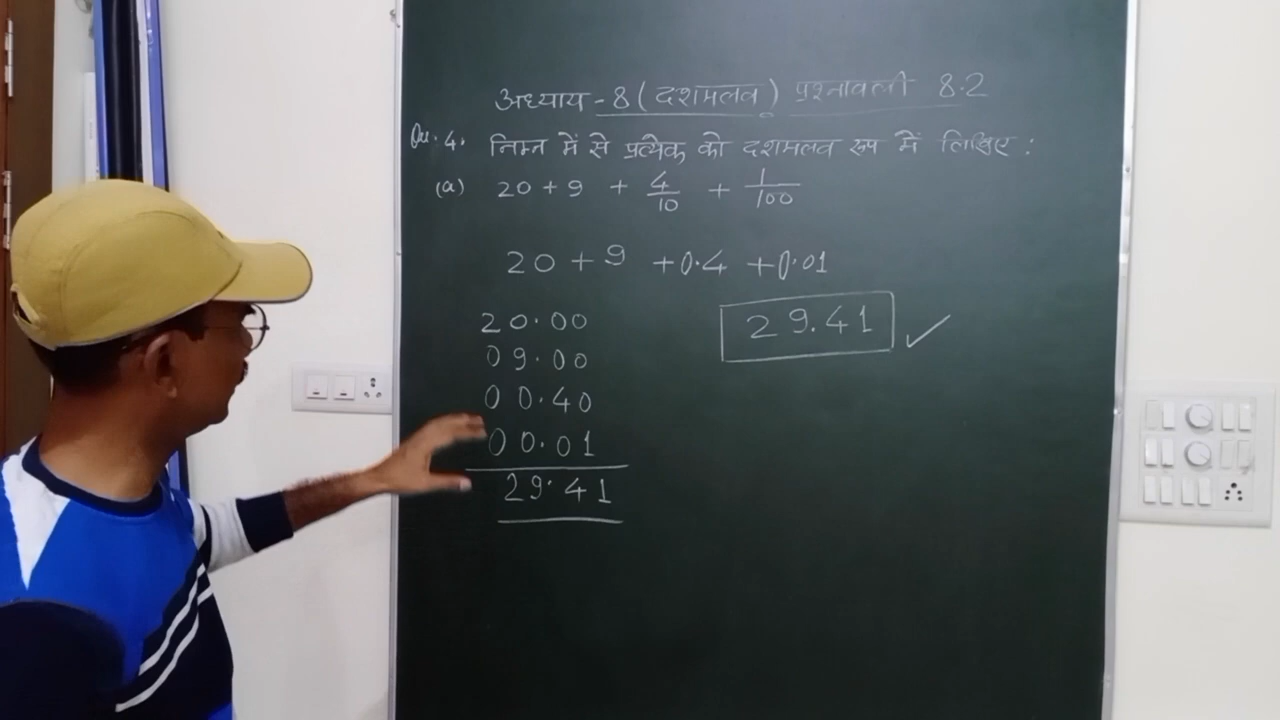 अध्याय - 8 ( दशमलव ) प्रश्नावली 8.2
Qu. 4. निम्न में से प्रत्येक को दशमलव रूप में लिखिए :
(a) 20 + 9 + 4/10 + 1/100
20 + 9 + 0.4 + 0.01
20.00
09.00
00.40
00.01
29.41
29.41 ✓